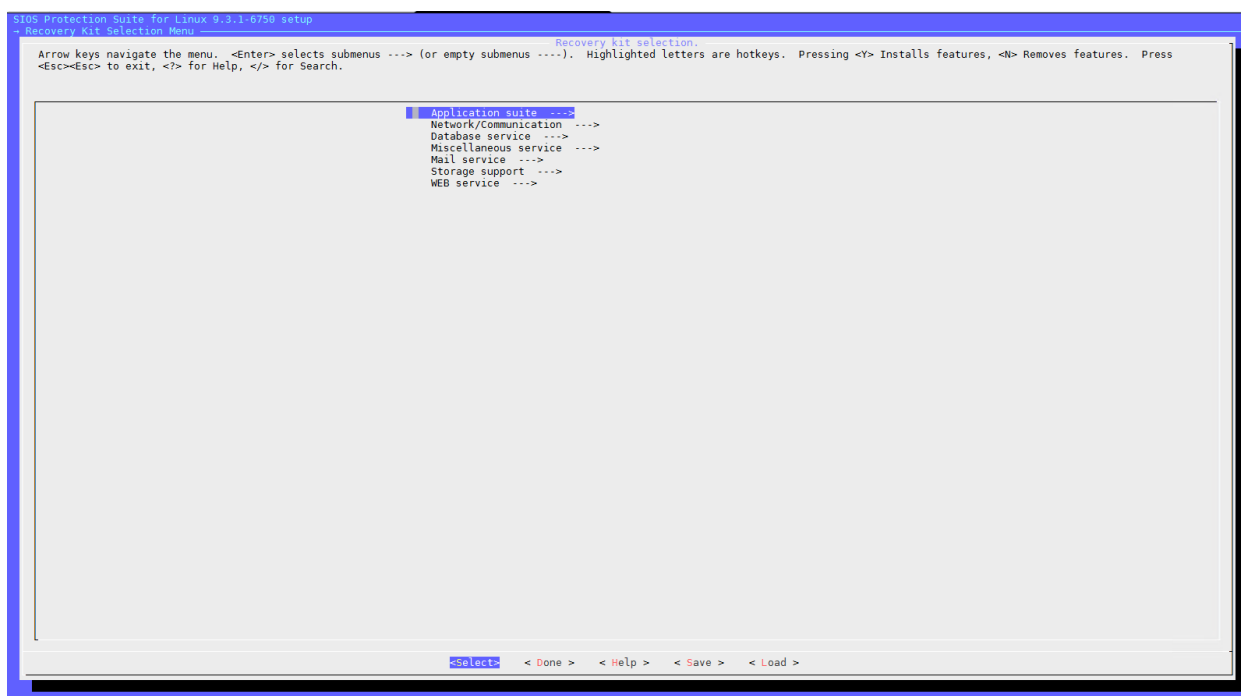 SIOS Protection Suite for Linux 9.3.1-6750 setup
→ Recovery Kit Selection Menu
Recovery kit selection.
Arrow keys navigate the menu.  <Enter> selects submenus ---> (or empty submenus ----).  Highlighted letters are hotkeys.  Pressing <Y> Installs features, <N> Removes features.  Press
<Esc><Esc> to exit, <?> for Help, </> for Search.
Application suite  --->
Network/Communication  --->
Database service  --->
Miscellaneous service  --->
Mail service  --->
Storage support  --->
WEB service  --->
<Select>    < Done >    < Help >    < Save >    < Load >